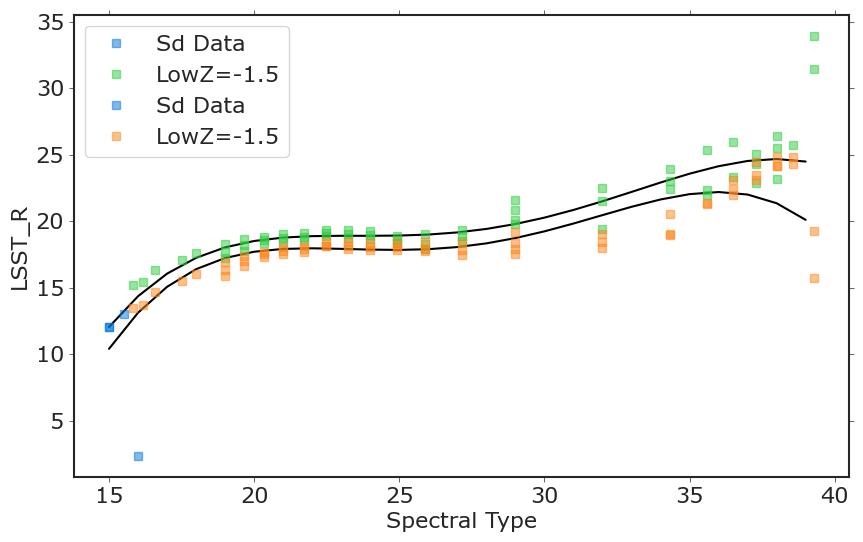 35
30
25
20
15
10
5
LSST_R
Sd Data
LowZ=-1.5
Sd Data
LowZ=-1.5
15 20 25 30 35 40
Spectral Type